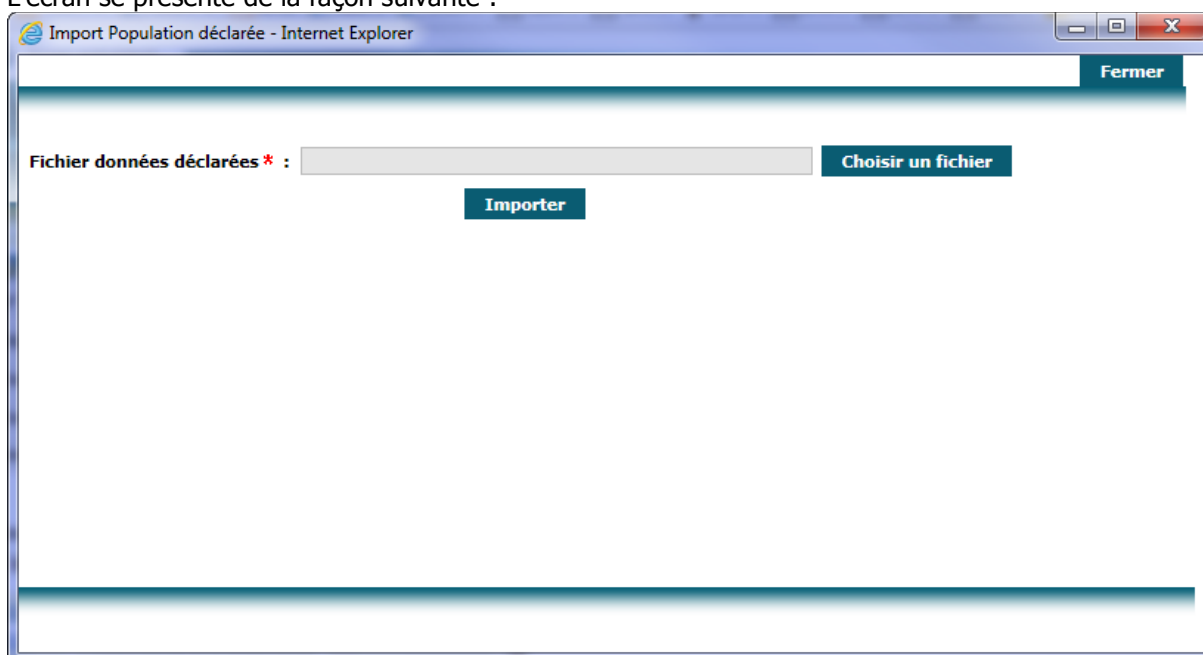 L'écran se présente de la façon suivante :
Import Population déclarée - Internet Explorer
Fermer
Fichier données déclarées * :
Choisir un fichier
Importer